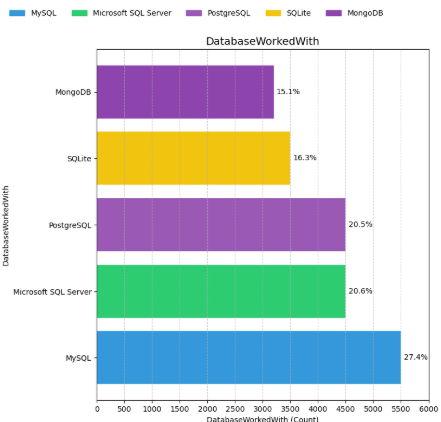 MySQL Microsoft SQL Server PostgreSQL SQLite MongoDB
DatabaseWorkedWith
MongoDB 15.1%
SQLite 16.3%
PostgreSQL 20.5%
Microsoft SQL Server 20.6%
MySQL 27.4%
DatabaseWorkedWith
0 500 1000 1500 2000 2500 3000 3500 4000 4500 5000 5500 6000
DatabaseWorkedWith (Count)